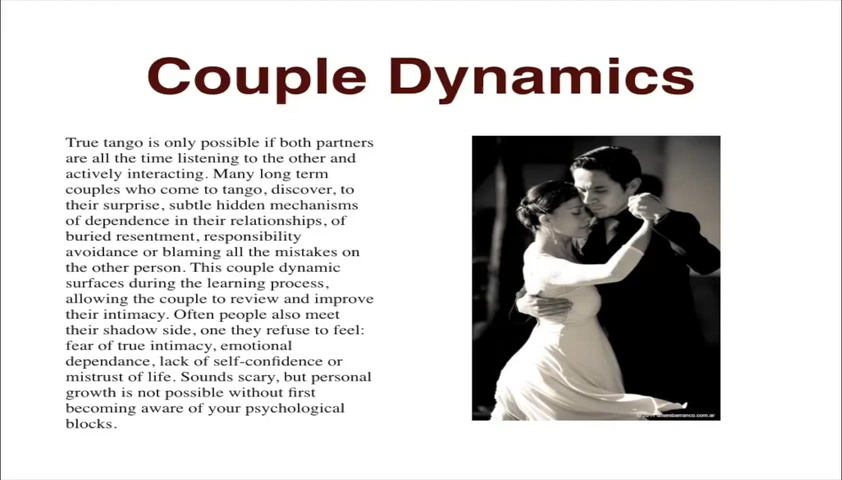 Couple Dynamics
True tango is only possible if both partners
are all the time listening to the other and
actively interacting. Many long term
couples who come to tango, discover, to
their surprise, subtle hidden mechanisms
of dependence in their relationships, of
buried resentment, responsibility
avoidance or blaming all the mistakes on
the other person. This couple dynamic
surfaces during the learning process,
allowing the couple to review and improve
their intimacy. Often people also meet
their shadow side, one they refuse to feel:
fear of true intimacy, emotional
dependance, lack of self-confidence or
mistrust of life. Sounds scary, but personal
growth is not possible without first
becoming aware of your psychological
blocks.